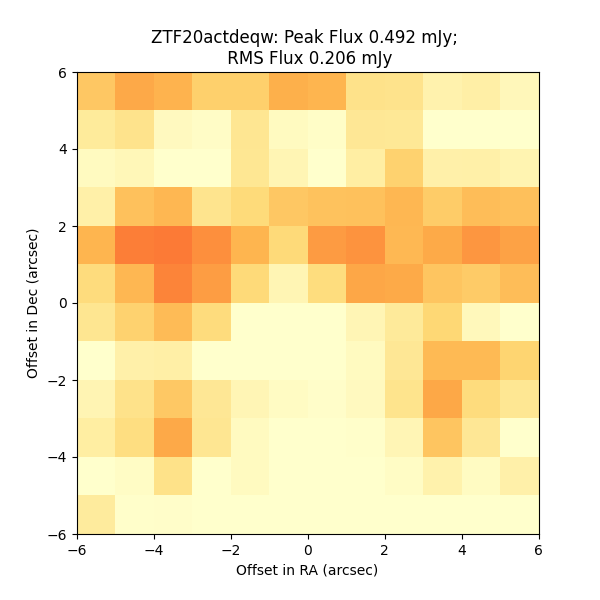 ZTF20actdeqw: Peak Flux 0.492 mJy;
RMS Flux 0.206 mJy
6
4
2
0
−2
−4
−6
Offset in Dec (arcsec)
−6 −4 −2 0 2 4 6
Offset in RA (arcsec)